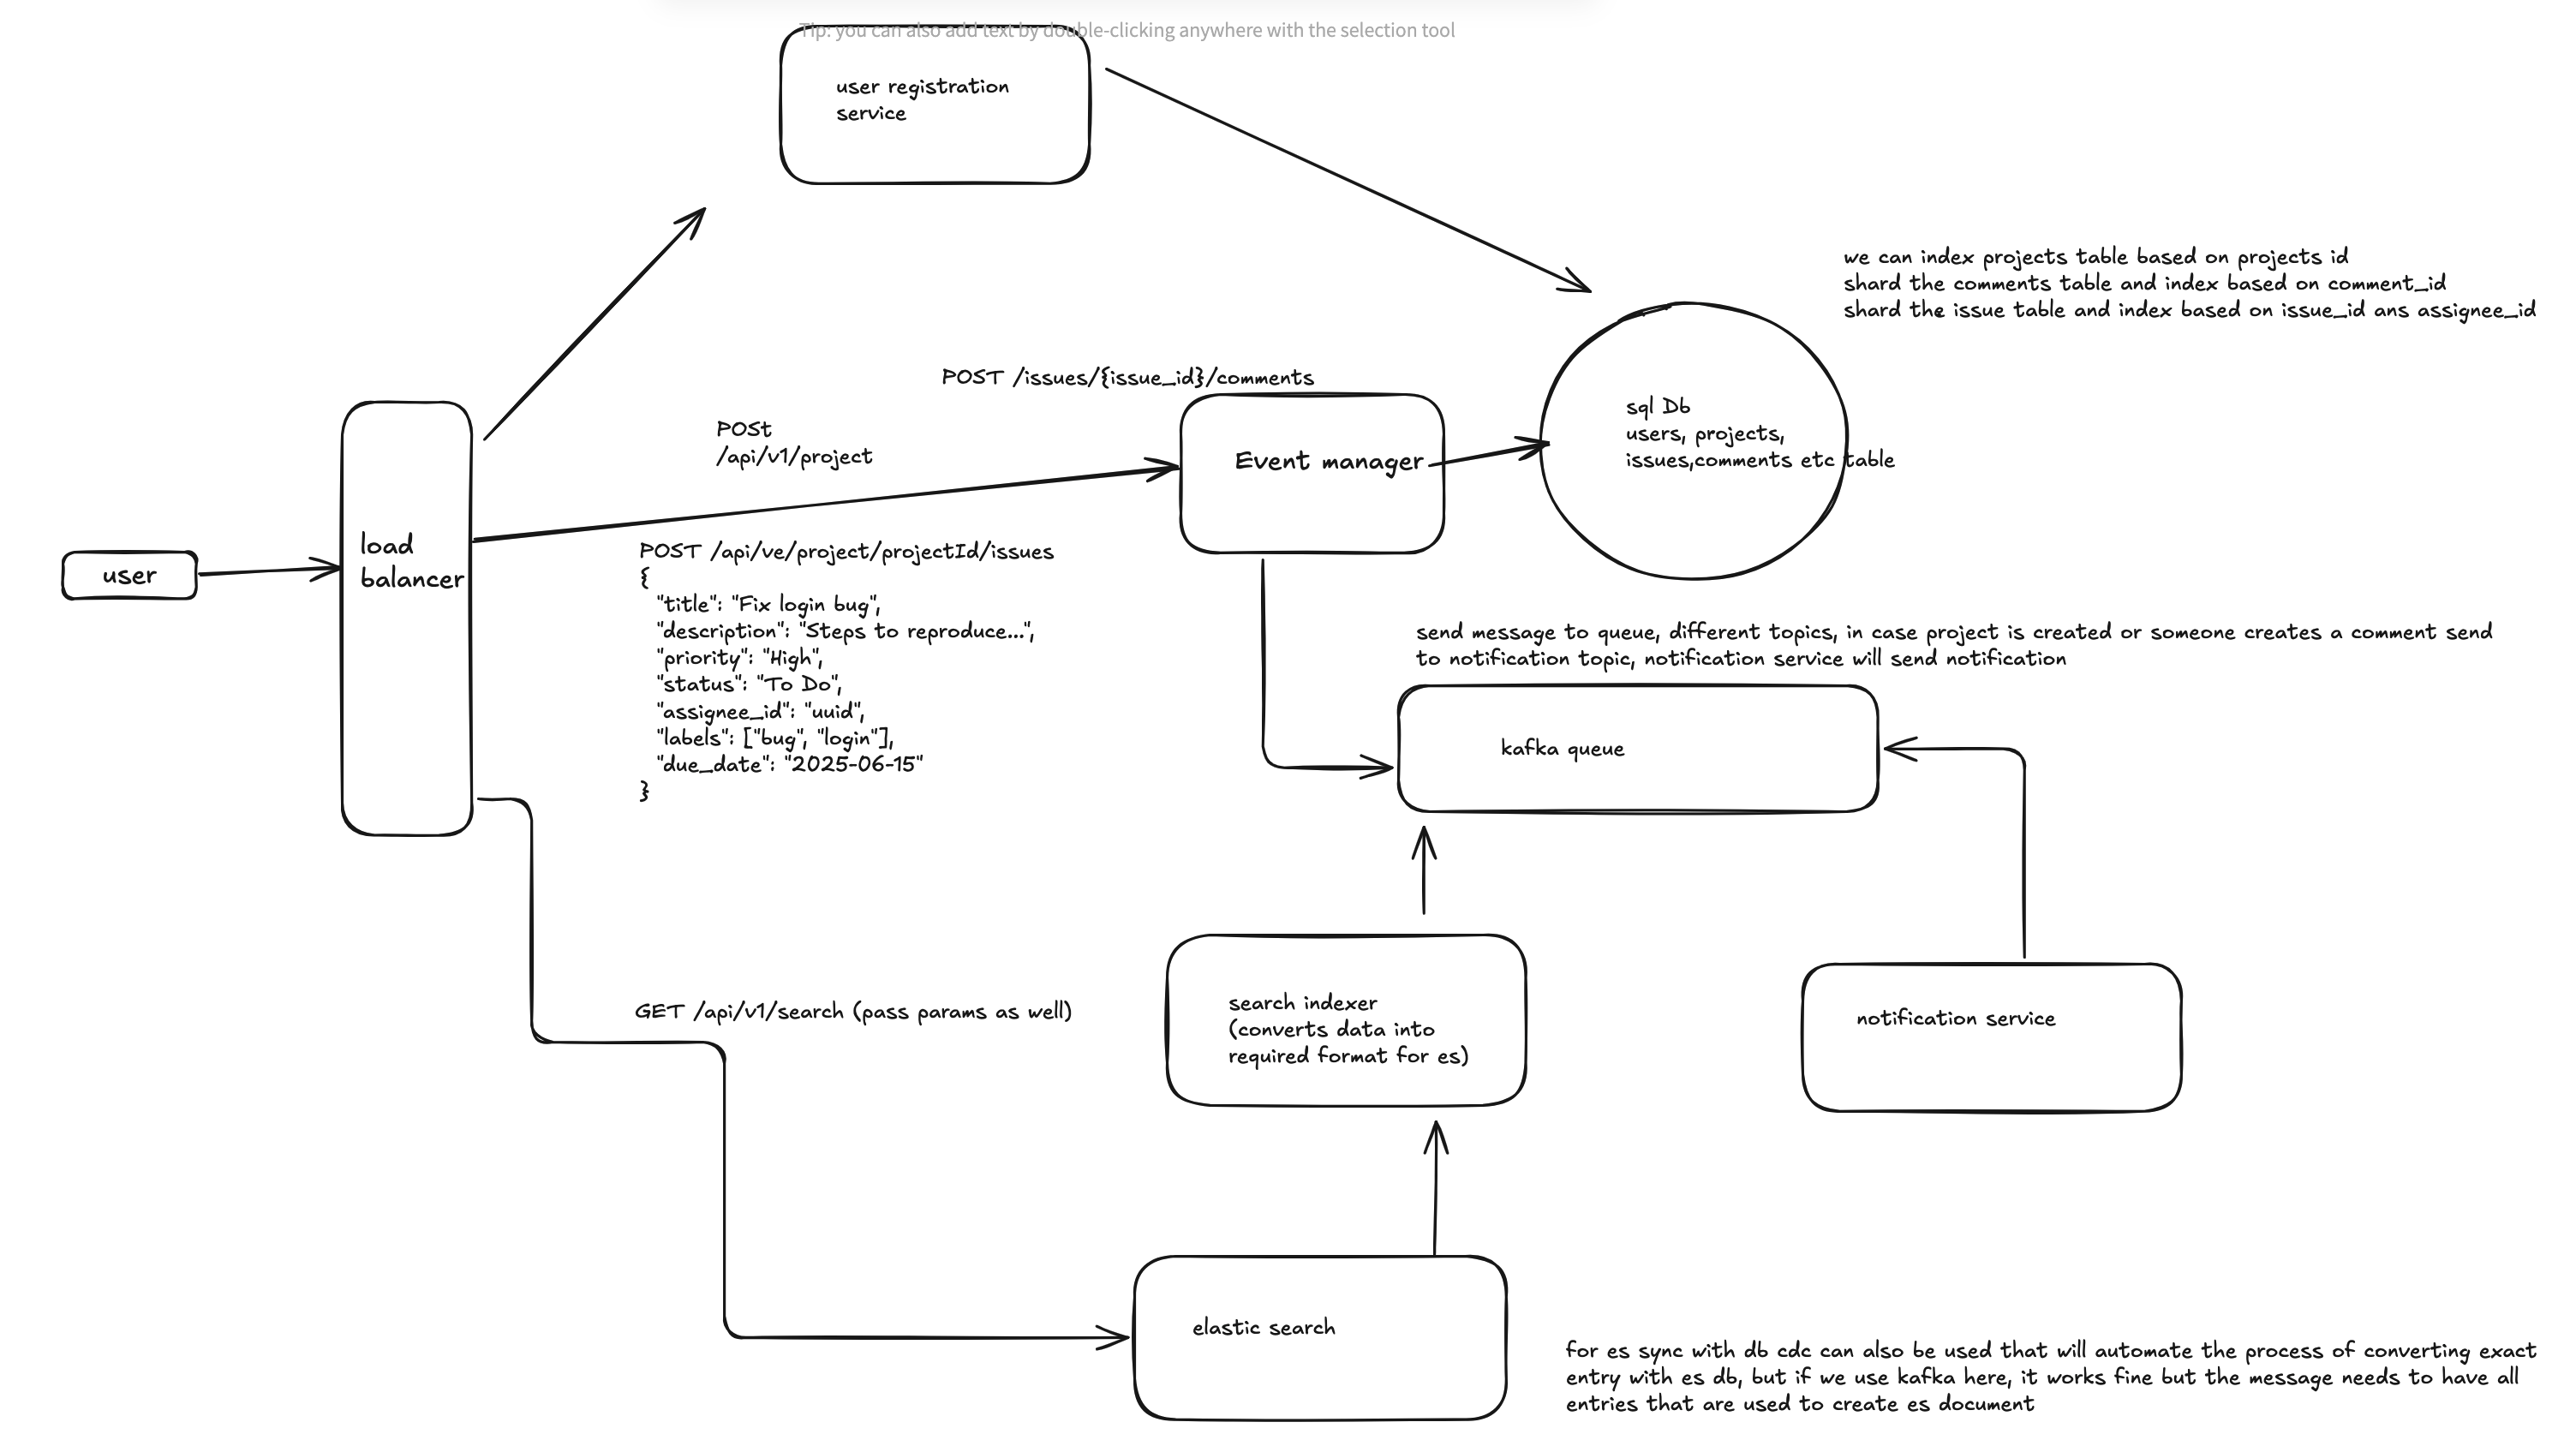 Tip: you can also add text by double-clicking anywhere with the selection tool
user registration
service
we can index projects table based on projects id
shard the comments table and index based on comment_id
shard the issue table and index based on issue_id ans assignee_id
POST /issues/{issue_id}/comments
POSt
/api/v1/project
Event manager
sql Db
users, projects,
issues,comments etc table
load
balancer
user
POST /api/ve/project/projectId/issues
{
"title": "Fix login bug",
"description": "Steps to reproduce...",
"priority": "High",
"status": "To Do",
"assignee_id": "uuid",
"labels": ["bug", "login"],
"due_date": "2025-06-15"
}
send message to queue, different topics, in case project is created or someone creates a comment send
to notification topic, notification service will send notification
kafka queue
GET /api/v1/search (pass params as well)
search indexer
(converts data into
required format for es)
notification service
elastic search
for es sync with db cdc can also be used that will automate the process of converting exact
entry with es db, but if we use kafka here, it works fine but the message needs to have all
entries that are used to create es document